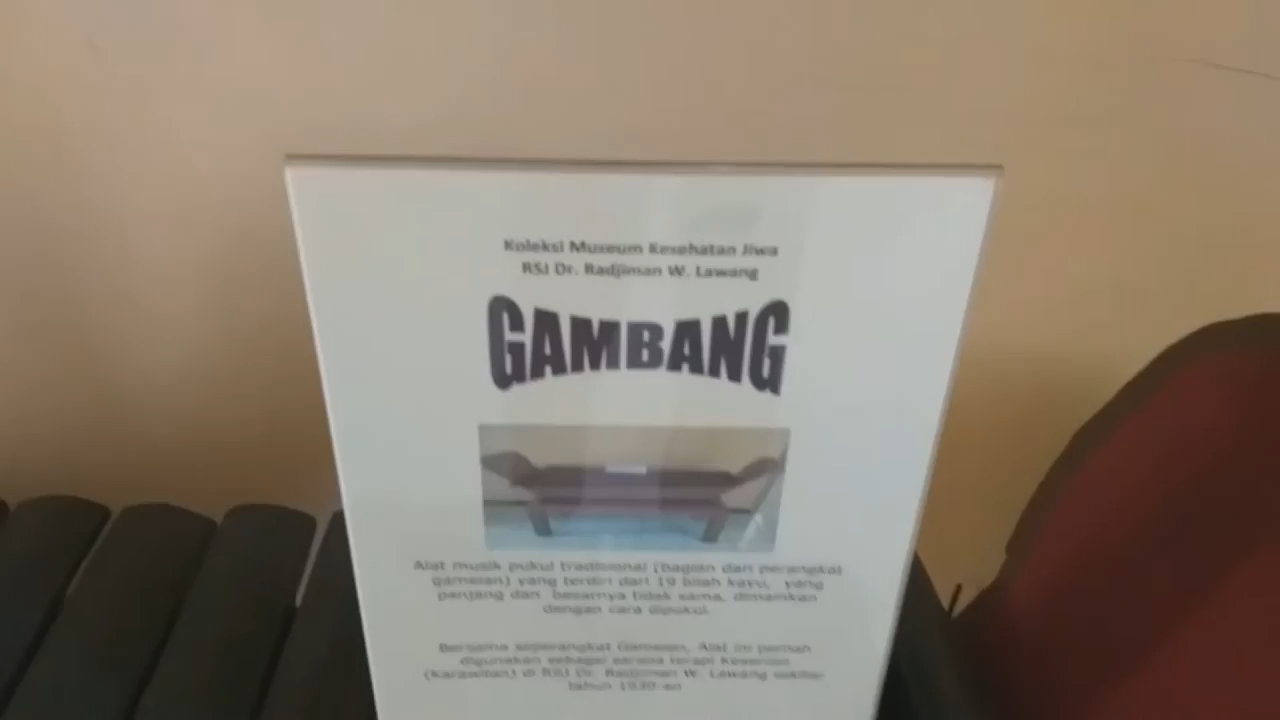 Koleksi Museum Kesehatan Jiwa
RSJ Dr. Radjiman W. Lawang
GAMBANG
Alat musik pukul tradisional (bagian dari perangkat
gamelan) yang terdiri dari 19 bilah kayu, yang
panjang dan besarnya tidak sama, dimainkan
dengan cara dipukul.
Bersama seperangkat Gamelan, Alat ini pernah
digunakan sebagai sarana terapi Kesenian
(Karawitan) di RSJ Dr. Radjiman W. Lawang sekitar
tahun 1930-an